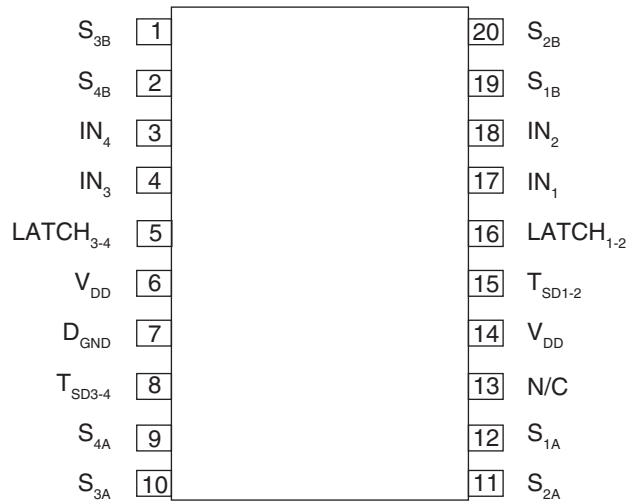 S3B 1 20 S2B
S4B 2 19 S1B
IN4 3 18 IN2
IN3 4 17 IN1
LATCH3-4 5 16 LATCH1-2
VDD 6 15 TSD1-2
DGND 7 14 VDD
TSD3-4 8 13 N/C
S4A 9 12 S1A
S3A 10 11 S2A